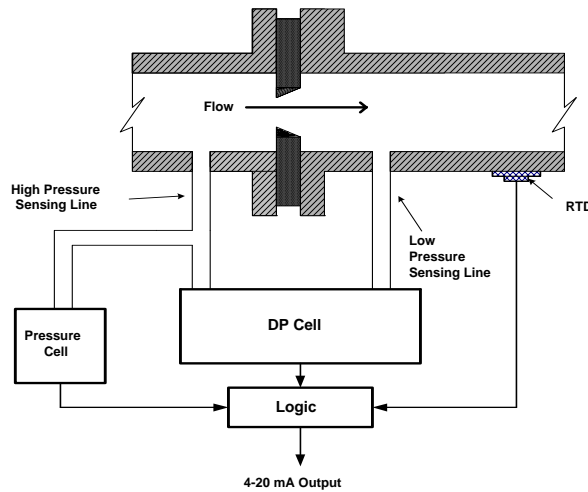 Flow
High Pressure
Sensing Line
RTD
Low
Pressure
Sensing Line
DP Cell
Pressure
Cell
Logic
4-20 mA Output